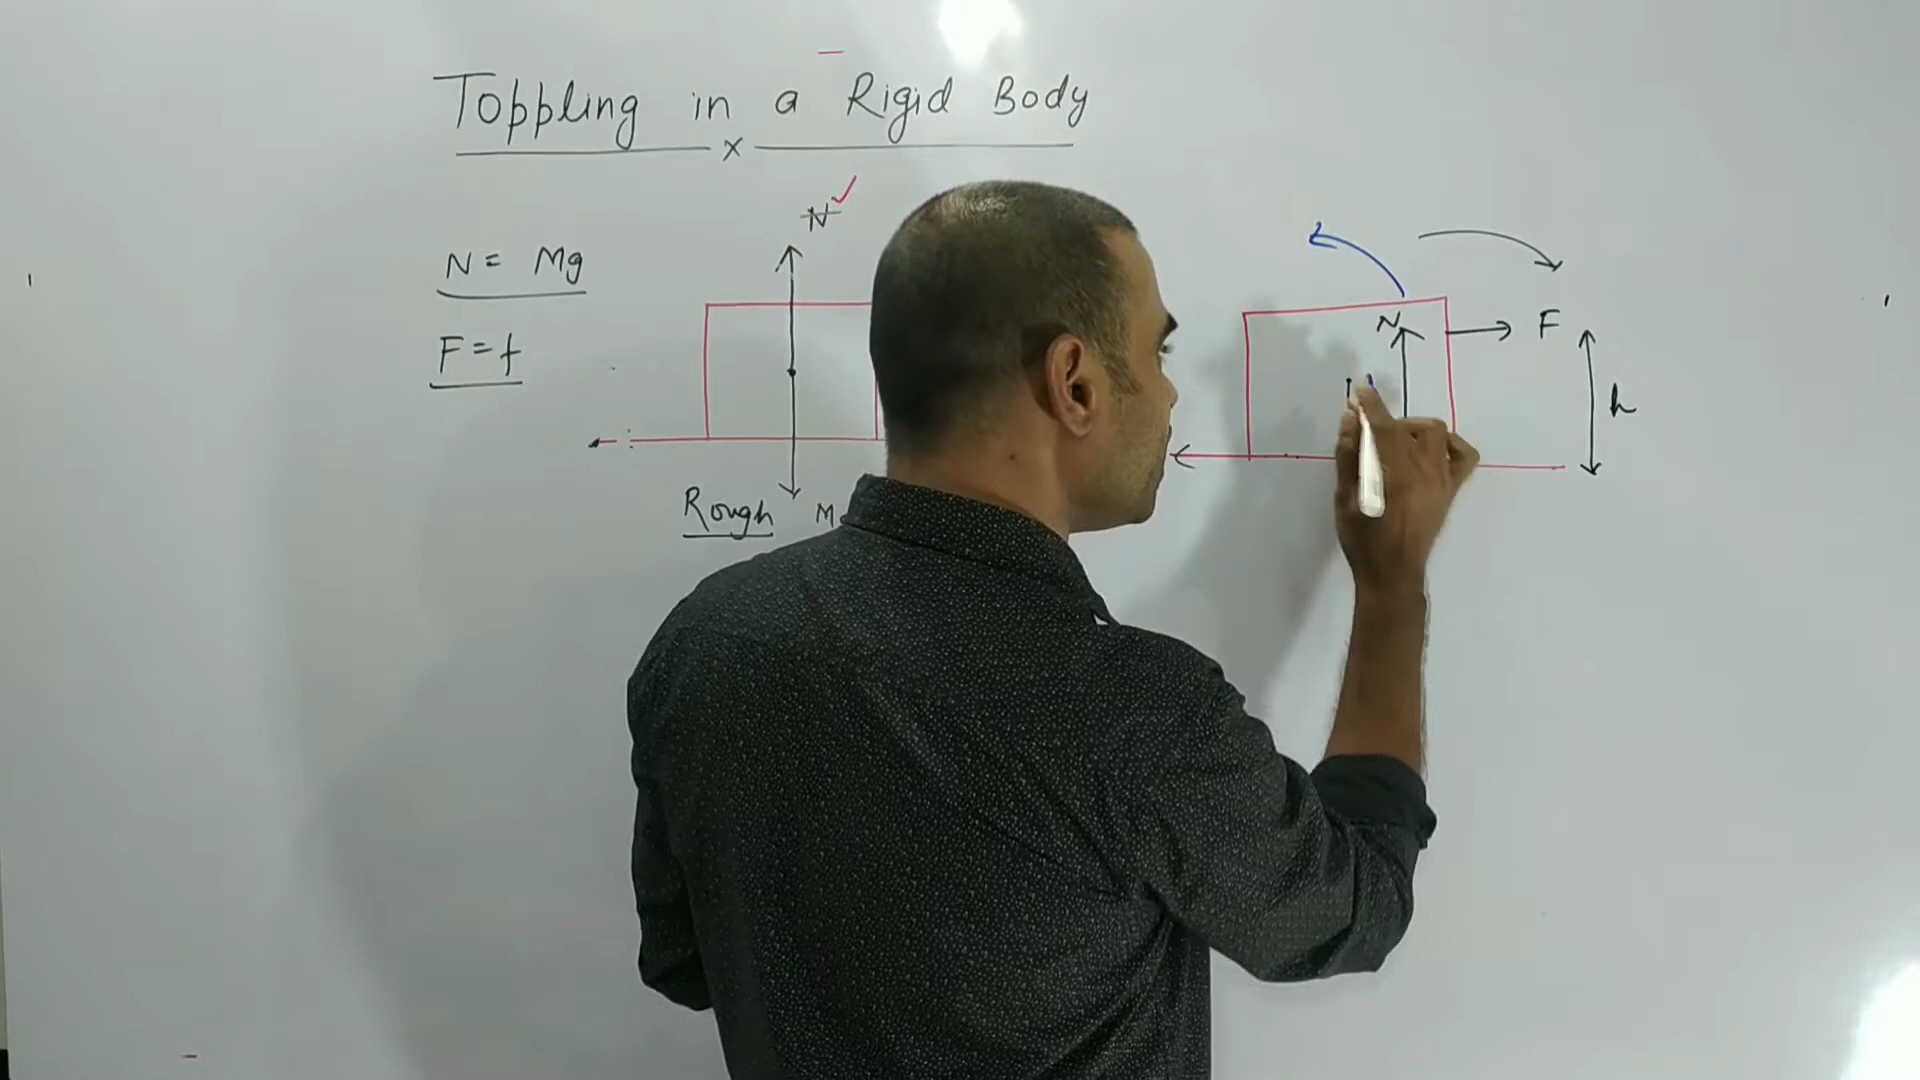 Toppling in a Rigid Body
x
N
N = Mg
F = f
N
F
h
Rough